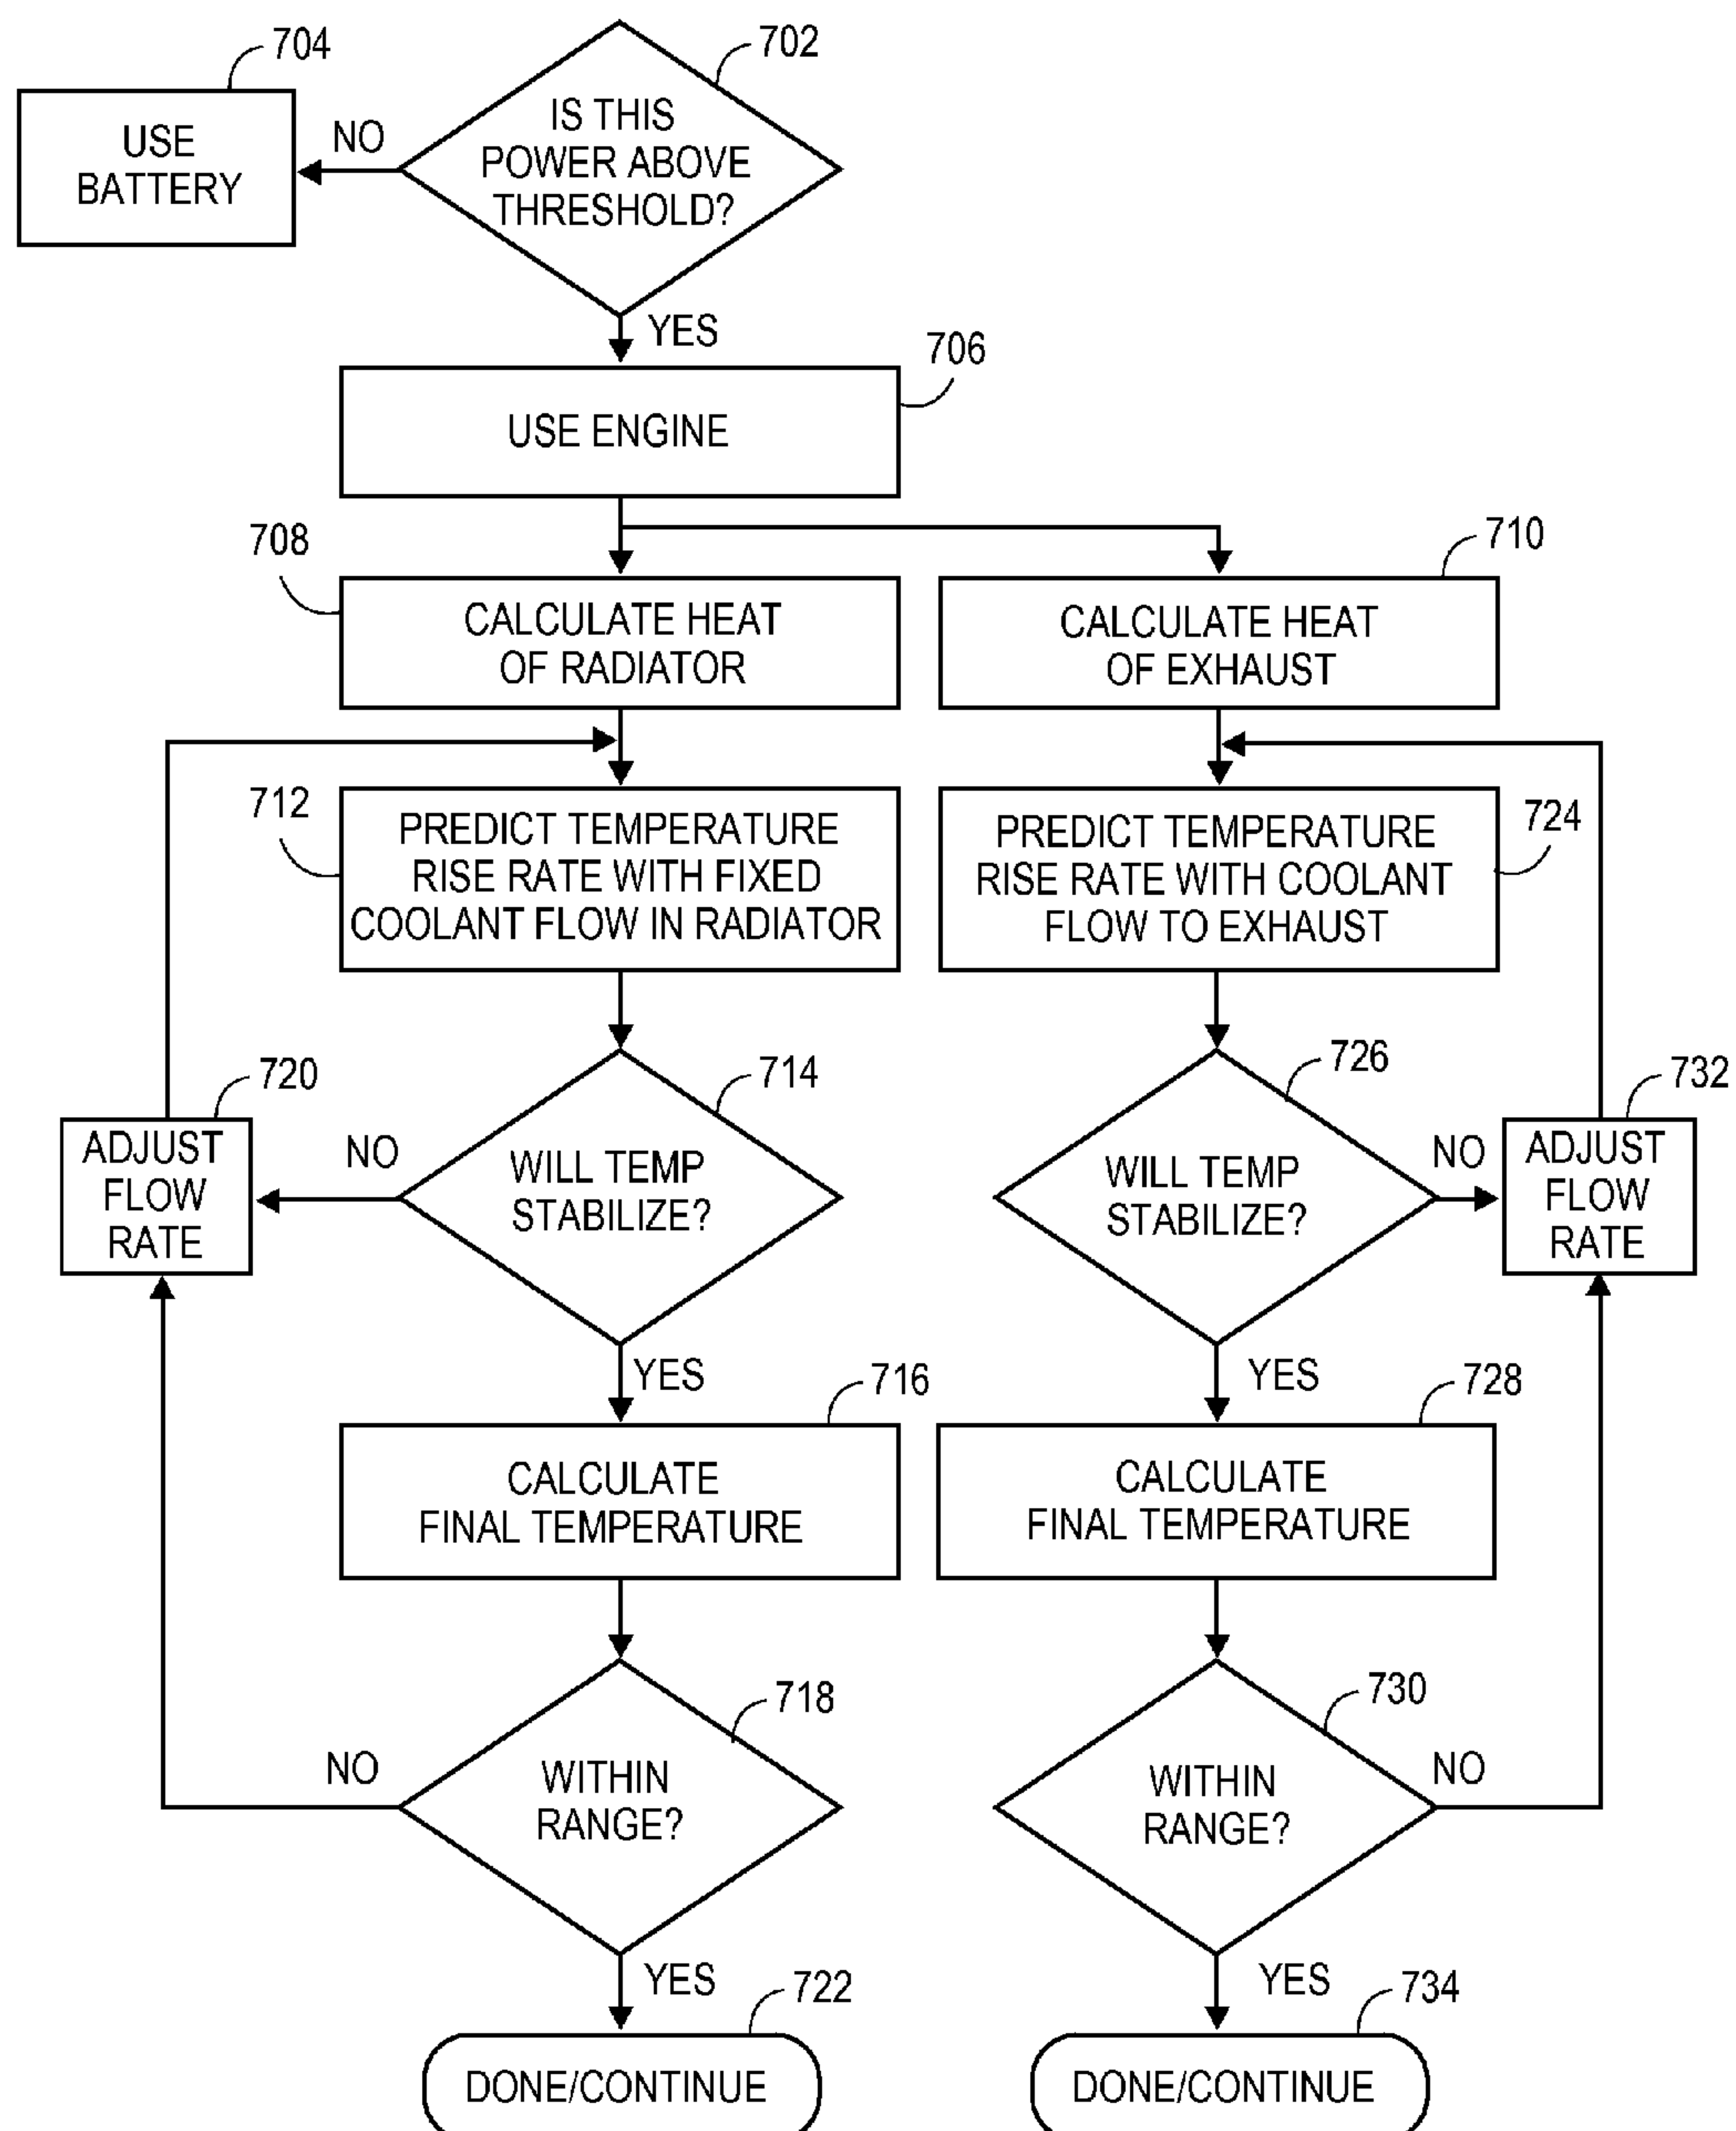 702
704
IS THIS
POWER ABOVE
THRESHOLD?
NO
USE
BATTERY
YES
706
USE ENGINE
708
710
CALCULATE HEAT
OF RADIATOR
CALCULATE HEAT
OF EXHAUST
712
724
PREDICT TEMPERATURE
RISE RATE WITH FIXED
COOLANT FLOW IN RADIATOR
PREDICT TEMPERATURE
RISE RATE WITH COOLANT
FLOW TO EXHAUST
720
714
726
732
ADJUST
FLOW
RATE
NO
WILL TEMP
STABILIZE?
WILL TEMP
STABILIZE?
NO
ADJUST
FLOW
RATE
YES
716
YES
728
CALCULATE
FINAL TEMPERATURE
CALCULATE
FINAL TEMPERATURE
718
730
NO
WITHIN
RANGE?
WITHIN
RANGE?
NO
YES
722
YES
734
DONE/CONTINUE
DONE/CONTINUE